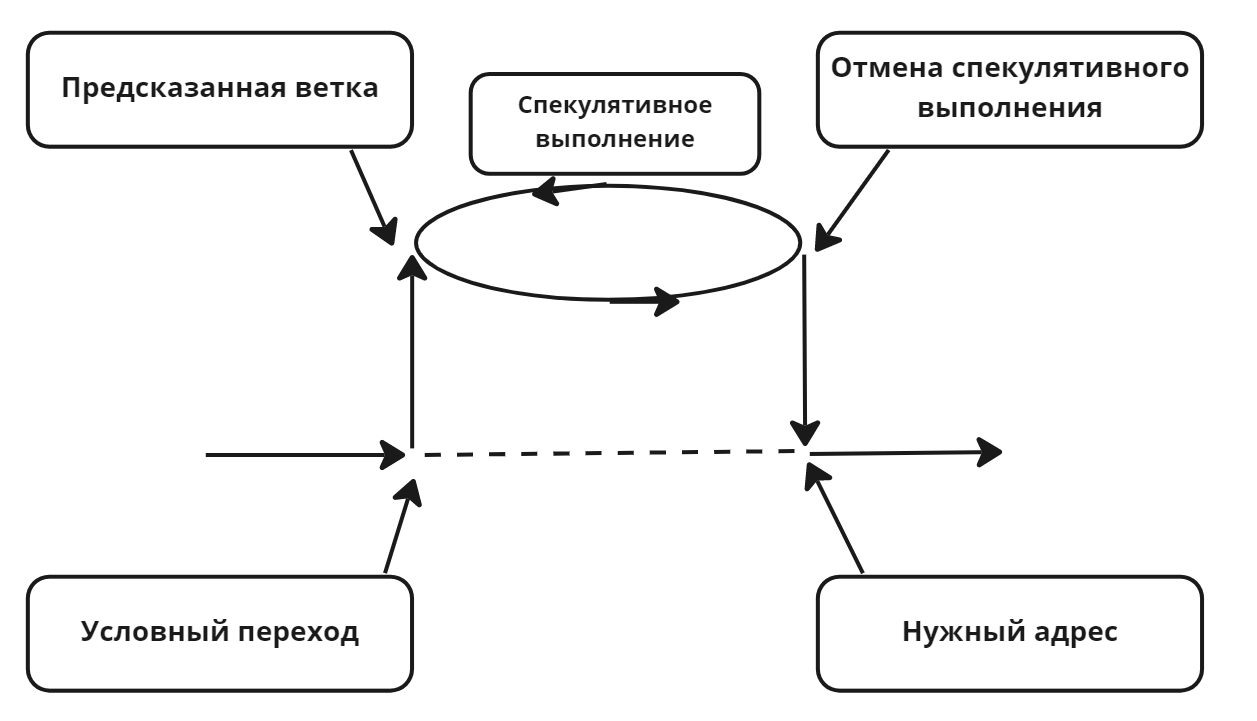 Предсказанная ветка
Спекулятивное
выполнение
Отмена спекулятивного
выполнения
Условный переход
Нужный адрес